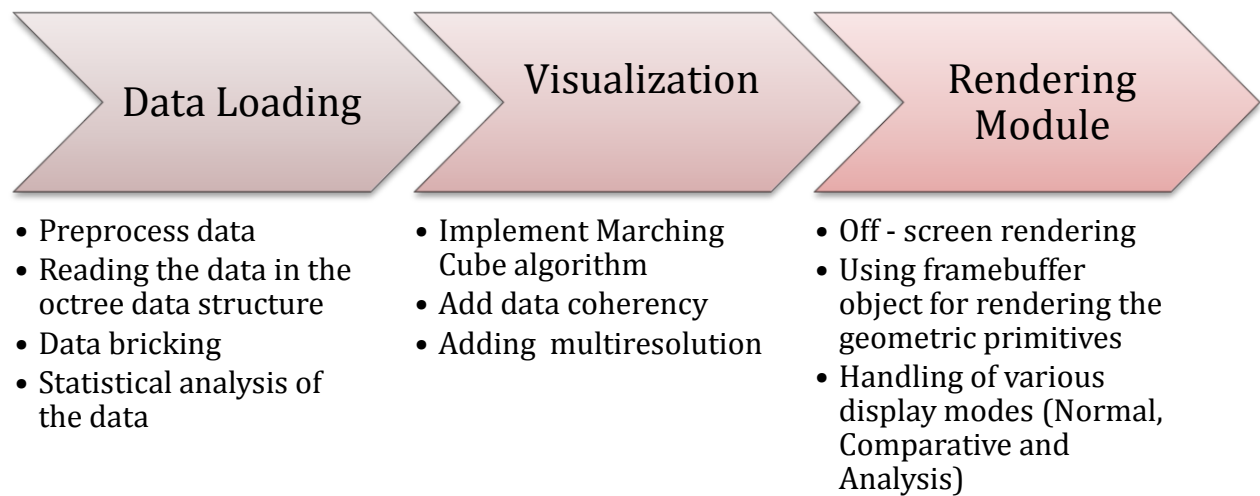 Data Loading
• Preprocess data
• Reading the data in the
octree data structure
• Data bricking
• Statistical analysis of
the data
Visualization
• Implement Marching
Cube algorithm
• Add data coherency
• Adding  multiresolution
Rendering
Module
• Off - screen rendering
• Using framebuffer
object for rendering the
geometric primitives
• Handling of various
display modes (Normal,
Comparative and
Analysis)